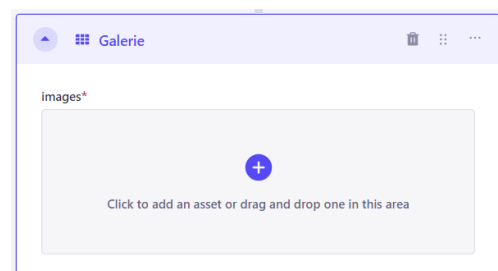 Galerie
images*
Click to add an asset or drag and drop one in this area